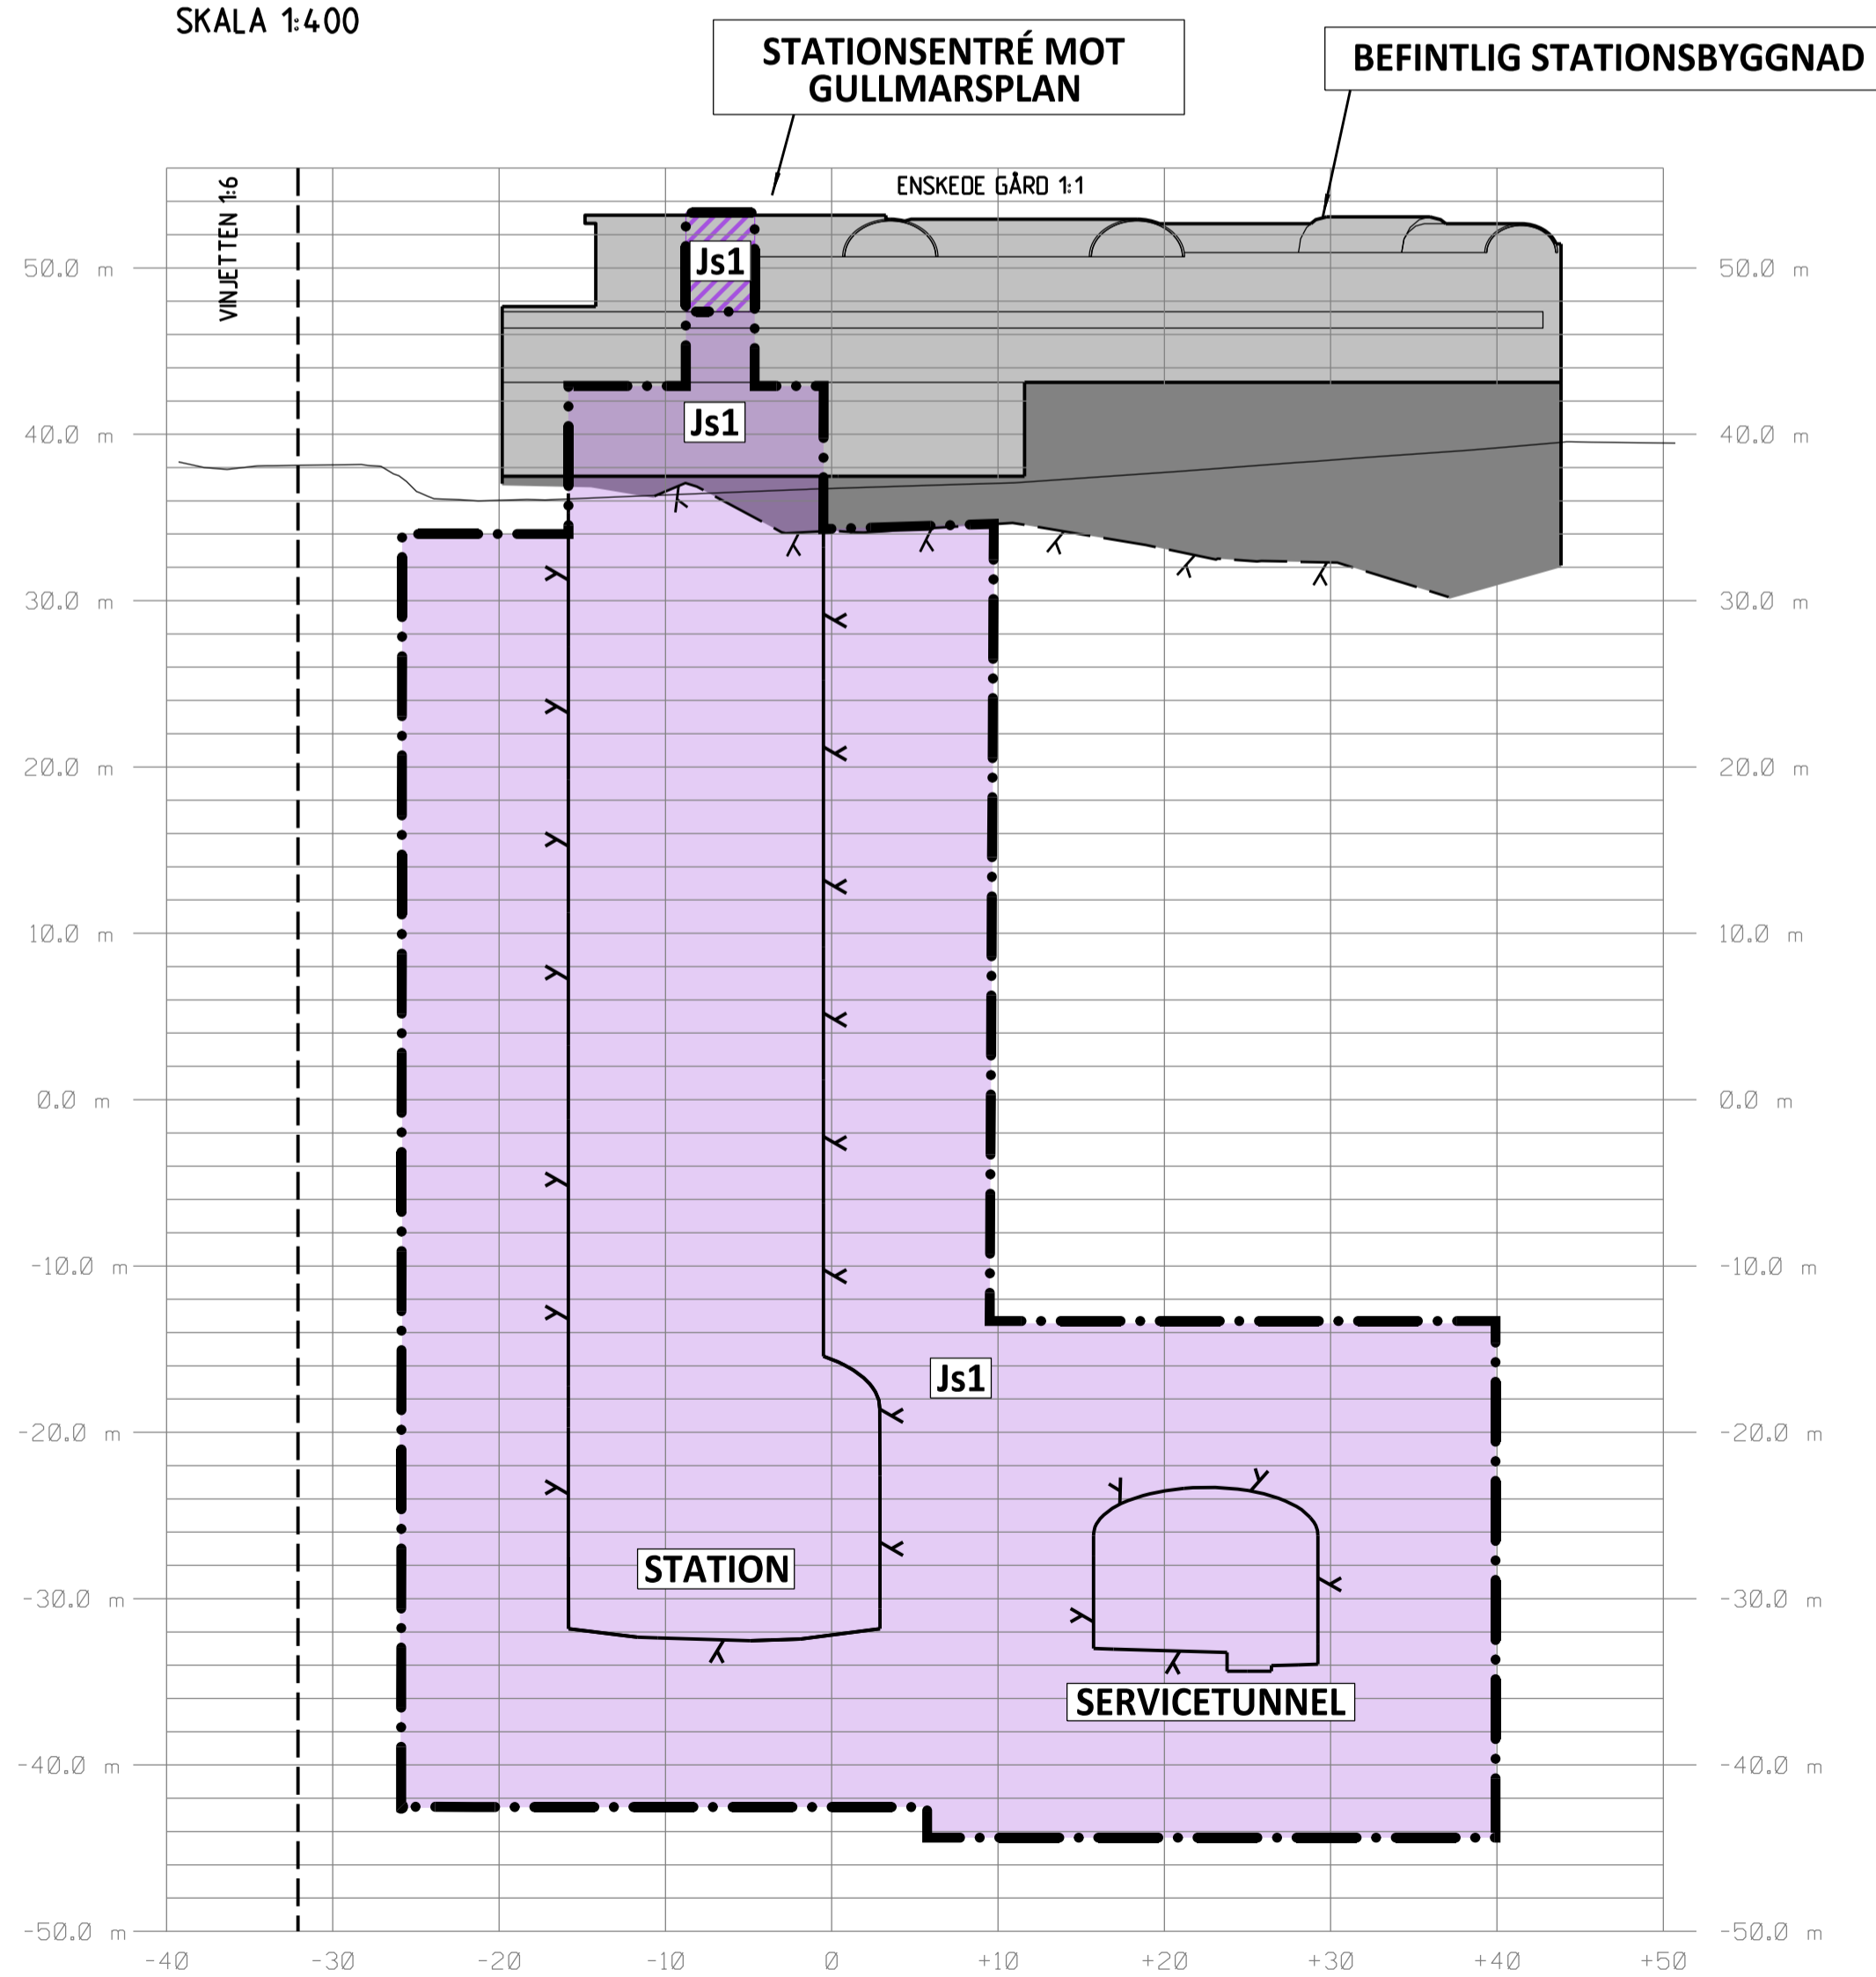 SKALA 1:400
STATIONSENTRÉ MOT
GULLMARSPLAN
BEFINTLIG STATIONSBYGGNAD
VINJETTEN 1:6
ENSKEDE GÅRD 1:1
Js1
50.0 m
50.0 m
Js1
40.0 m
40.0 m
30.0 m
30.0 m
20.0 m
20.0 m
10.0 m
10.0 m
0.0 m
0.0 m
-10.0 m
-10.0 m
Js1
-20.0 m
-20.0 m
STATION
-30.0 m
-30.0 m
SERVICETUNNEL
-40.0 m
-40.0 m
-50.0 m
-50.0 m
-40 -30 -20 -10 0 +10 +20 +30 +40 +50